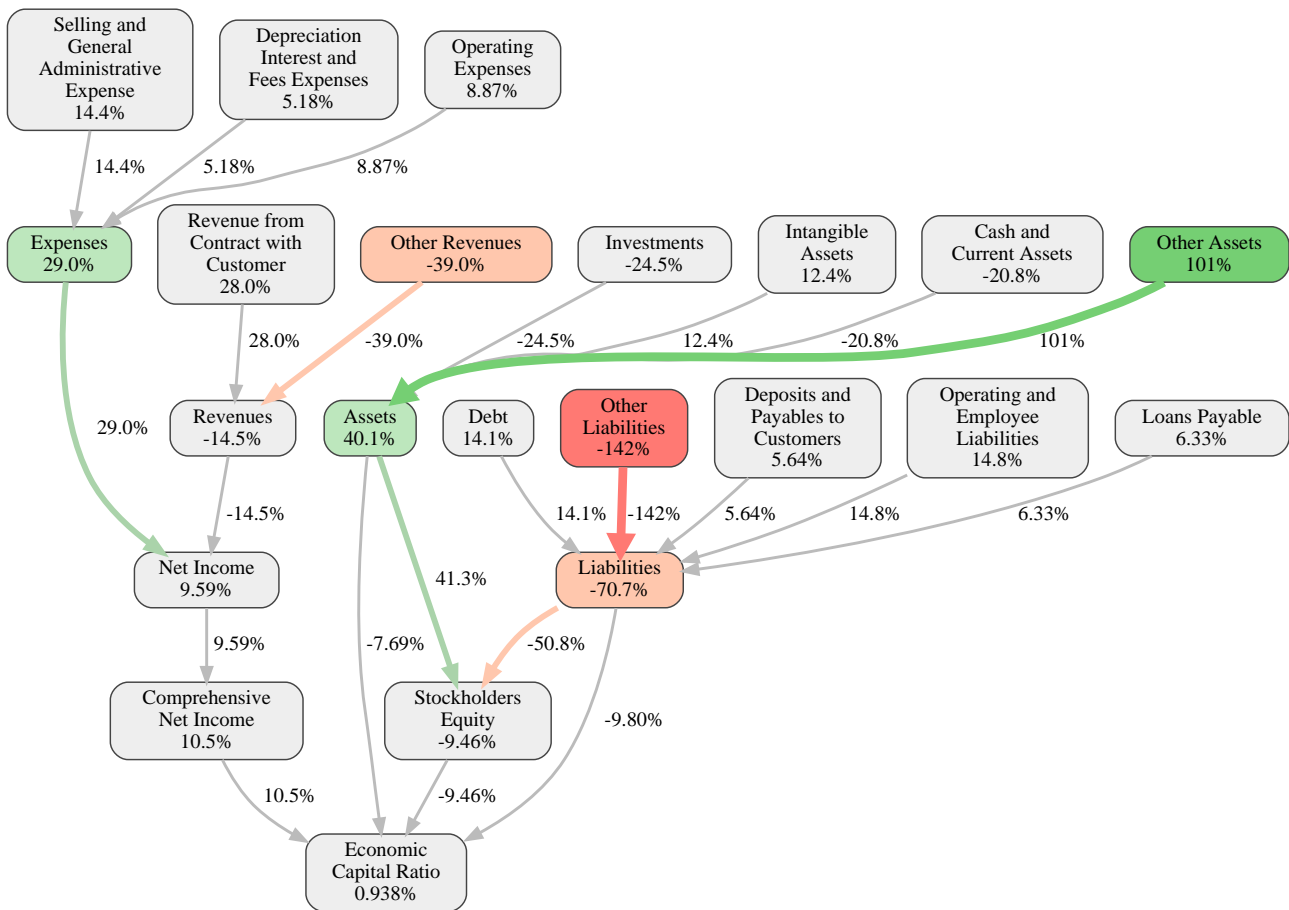 Selling and
General
Administrative
Expense
14.4%
Depreciation
Interest and
Fees Expenses
5.18%
Operating
Expenses
8.87%
14.4%
5.18%
8.87%
Expenses
29.0%
Revenue from
Contract with
Customer
28.0%
Other Revenues
-39.0%
Investments
-24.5%
Intangible
Assets
12.4%
Cash and
Current Assets
-20.8%
Other Assets
101%
28.0%
-39.0%
-24.5%
12.4%
-20.8%
101%
29.0%
Revenues
-14.5%
Assets
40.1%
Debt
14.1%
Other
Liabilities
-142%
Deposits and
Payables to
Customers
5.64%
Operating and
Employee
Liabilities
14.8%
Loans Payable
6.33%
-14.5%
14.1%
-142%
5.64%
14.8%
6.33%
Net Income
9.59%
41.3%
Liabilities
-70.7%
9.59%
-7.69%
-50.8%
Comprehensive
Net Income
10.5%
Stockholders
Equity
-9.46%
-9.80%
10.5%
-9.46%
Economic
Capital Ratio
0.938%